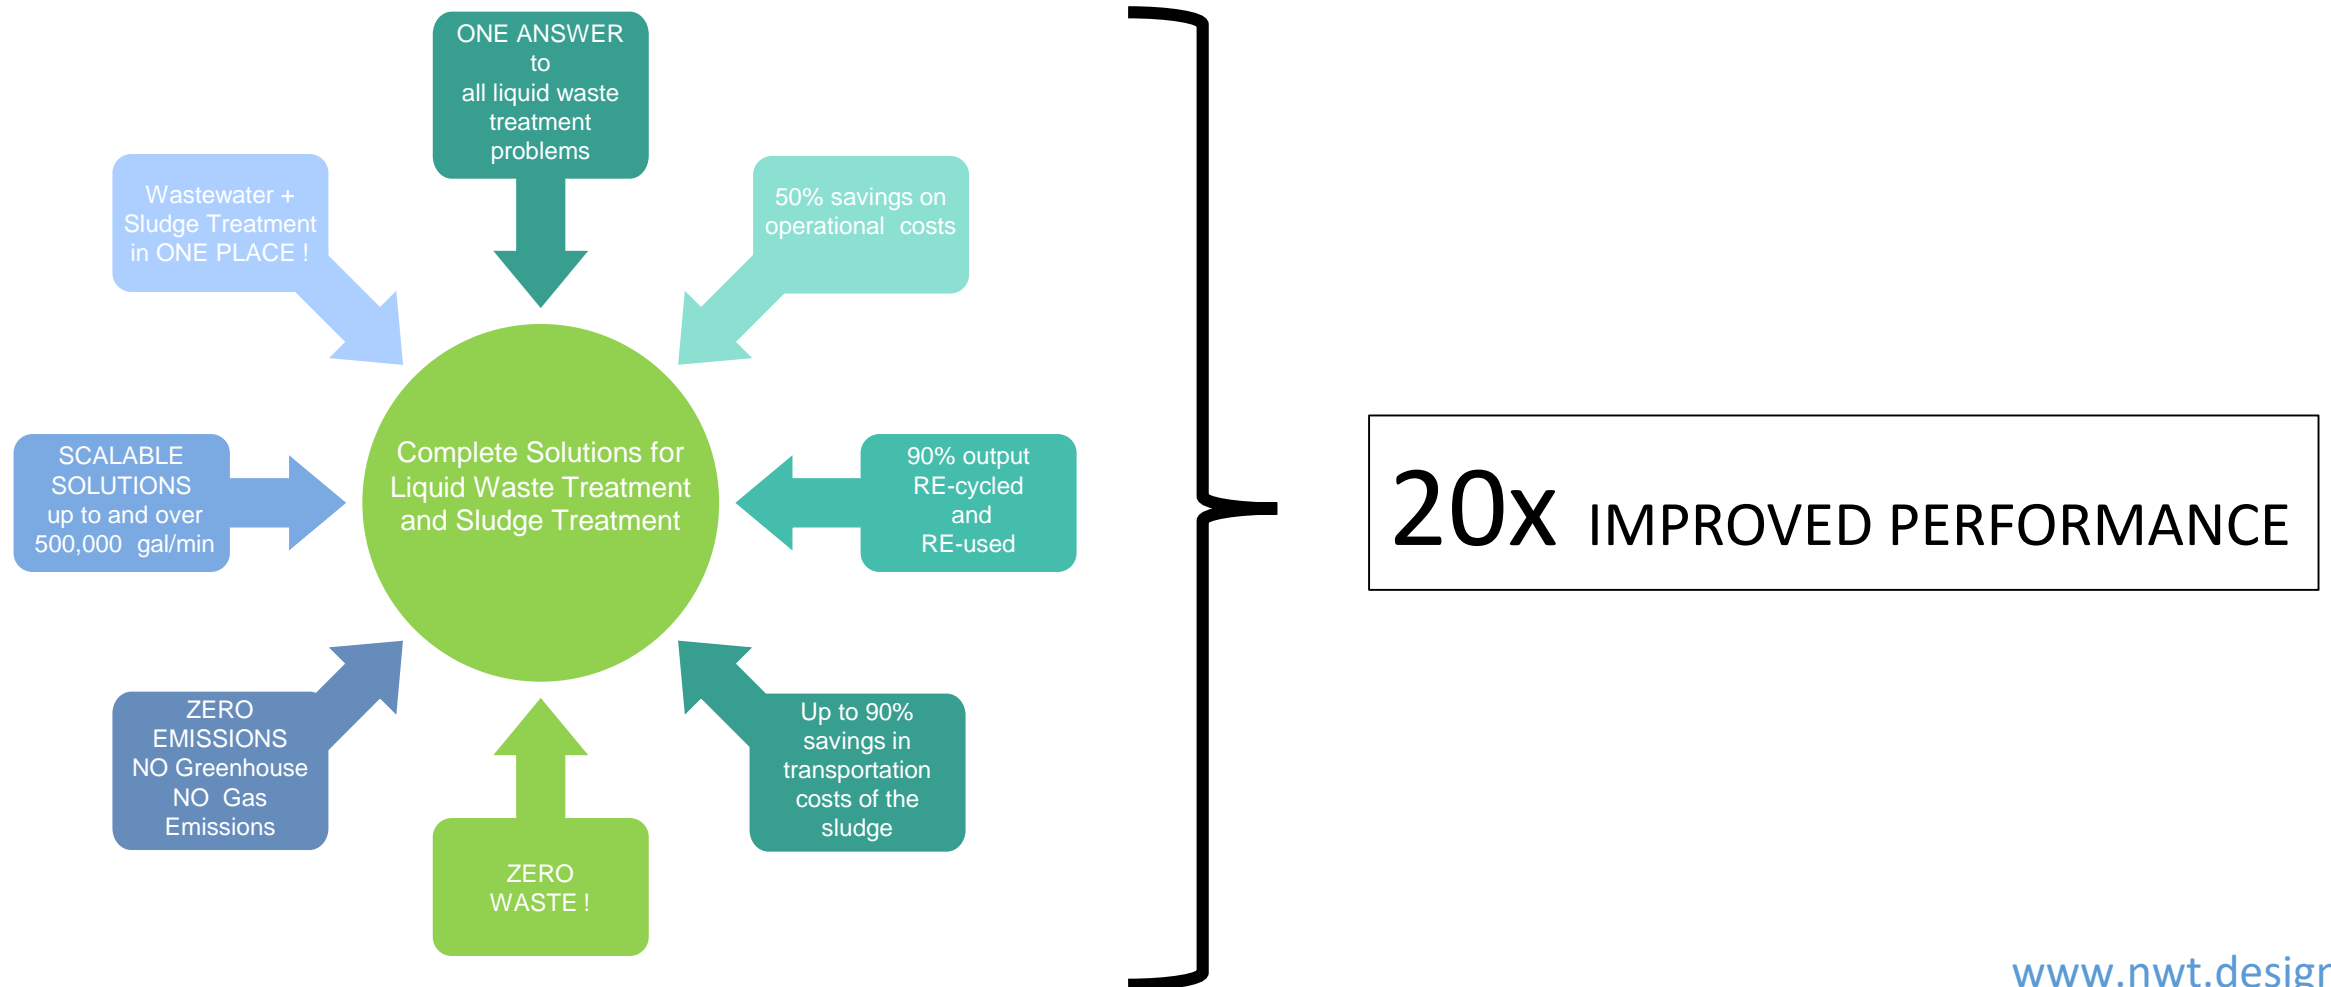 ONE ANSWER
to
all liquid waste
treatment
problems
Wastewater +
Sludge Treatment
in ONE PLACE !
50% savings on
operational costs
SCALABLE
SOLUTIONS
up to and over
500,000 gal/min
Complete Solutions for
Liquid Waste Treatment
and Sludge Treatment
90% output
RE-cycled
and
RE-used
ZERO
EMISSIONS
NO Greenhouse
NO Gas
Emissions
Up to 90%
savings in
transportation
costs of the
sludge
ZERO
WASTE !
20x IMPROVED PERFORMANCE
www.nwt.design